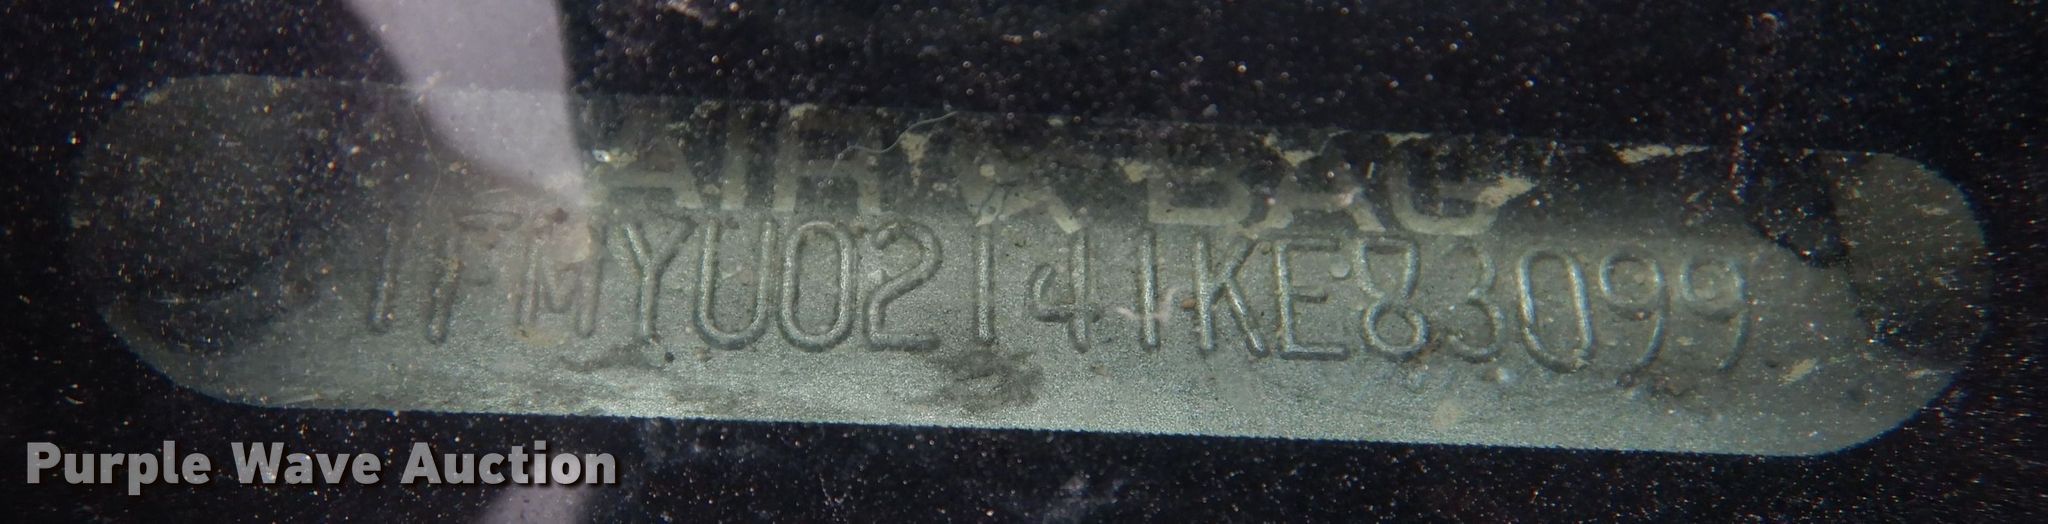 AIR BAG
1FMYU02141KE83099
Purple Wave Auction